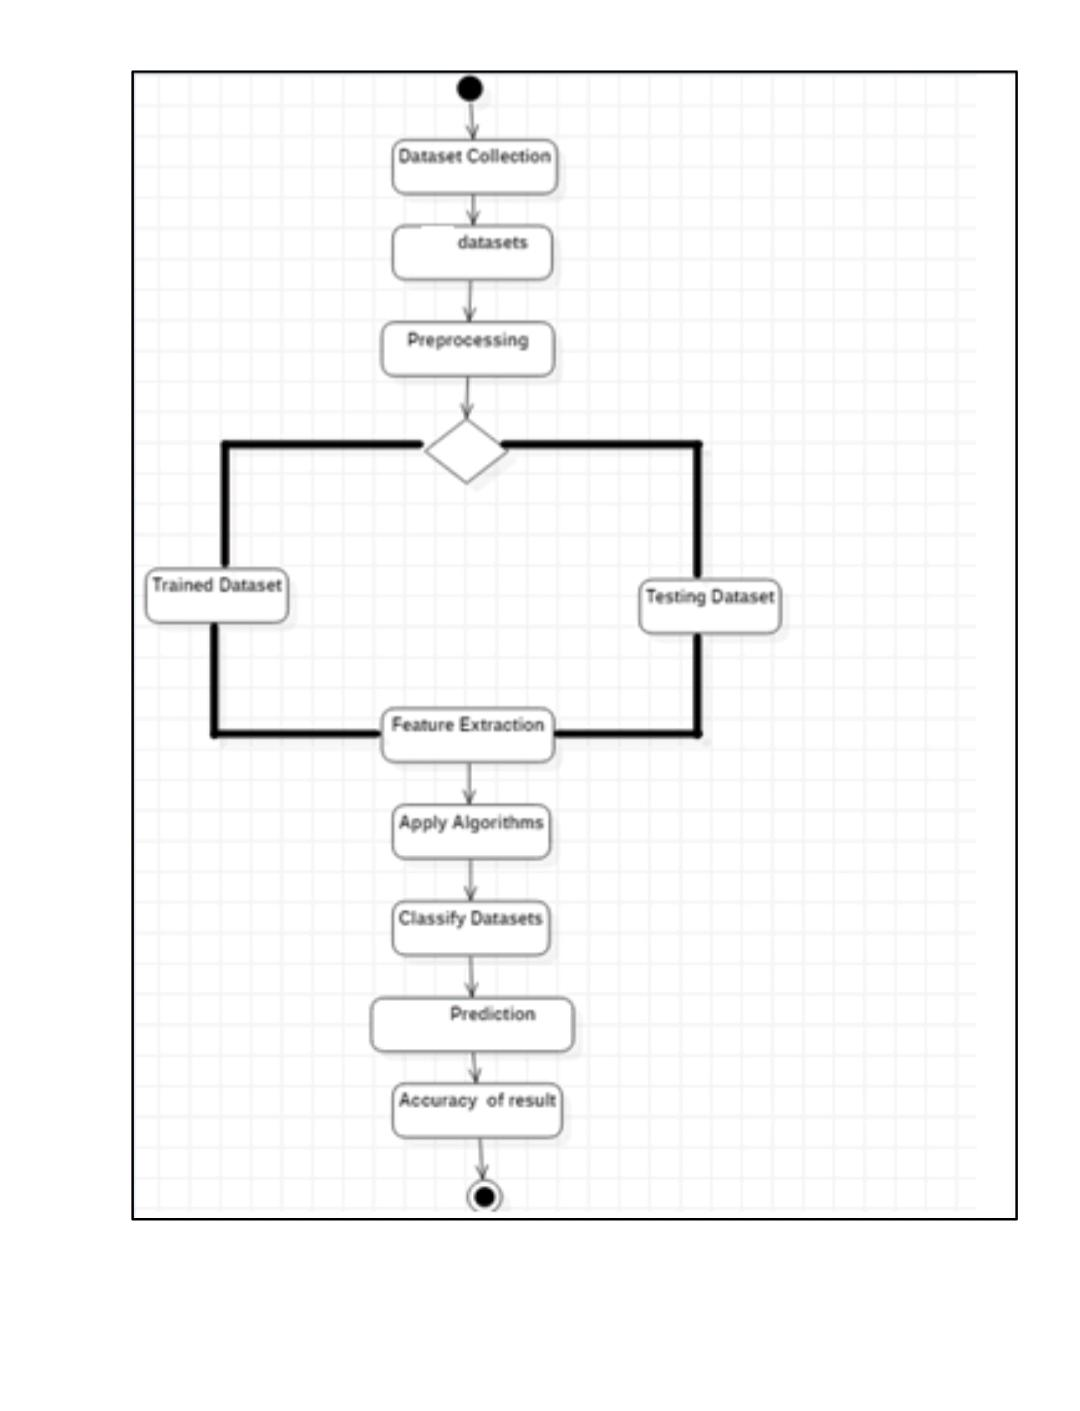 Dataset Collection
datasets
Preprocessing
Trained Dataset
Testing Dataset
Feature Extraction
Apply Algorithms
Classify Datasets
Prediction
Accuracy of result